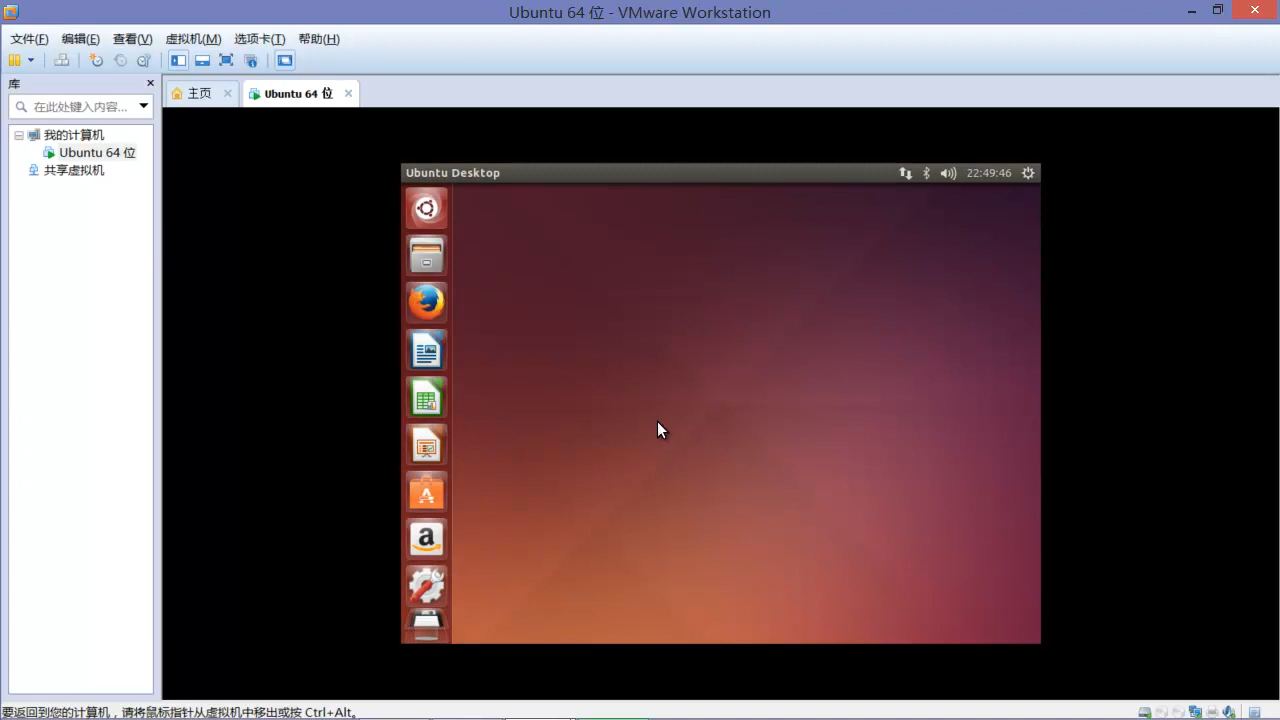 Ubuntu 64 位 - VMware Workstation
文件(F) 编辑(E) 查看(V) 虚拟机(M) 选项卡(T) 帮助(H)
库
在此处键入内容...
我的计算机
Ubuntu 64 位
共享虚拟机
主页
Ubuntu 64 位
Ubuntu Desktop 22:49:46
a
要返回到您的计算机，请将鼠标指针从虚拟机中移出或按 Ctrl+Alt。